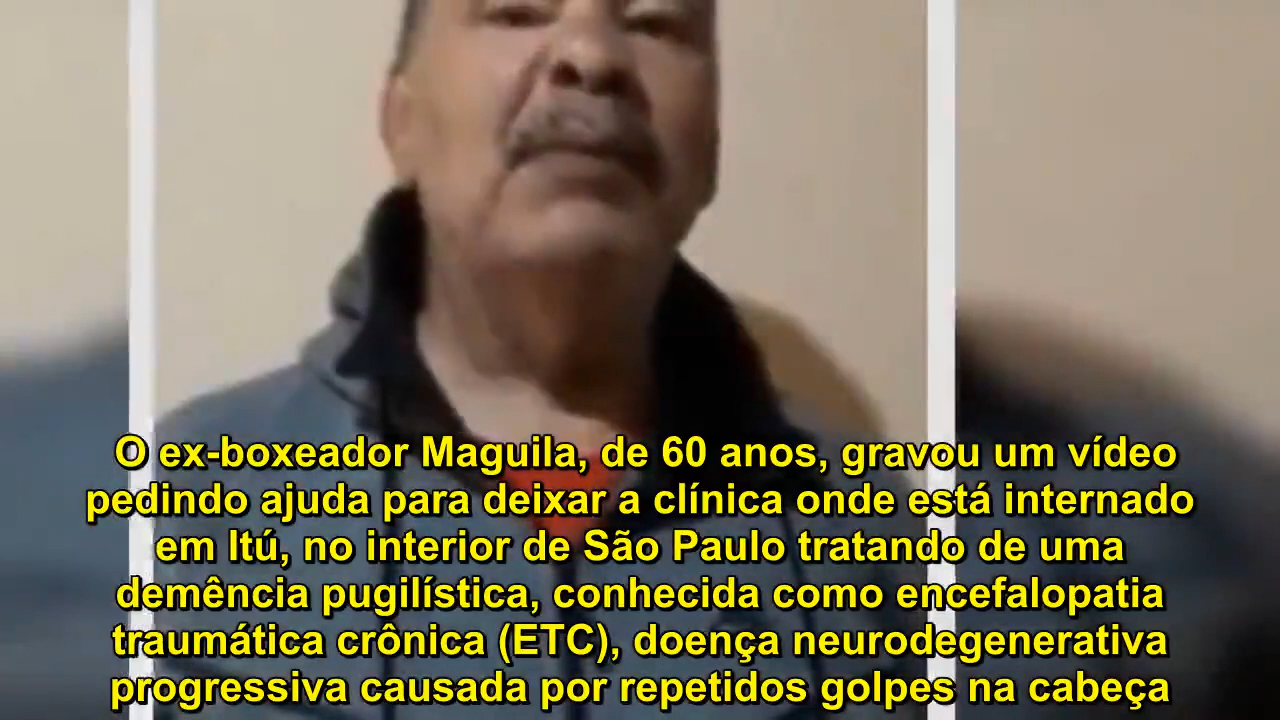 O ex-boxeador Maguila, de 60 anos, gravou um vídeo
pedindo ajuda para deixar a clínica onde está internado
em Itú, no interior de São Paulo tratando de uma
demência pugilística, conhecida como encefalopatia
traumática crônica (ETC), doença neurodegenerativa
progressiva causada por repetidos golpes na cabeça